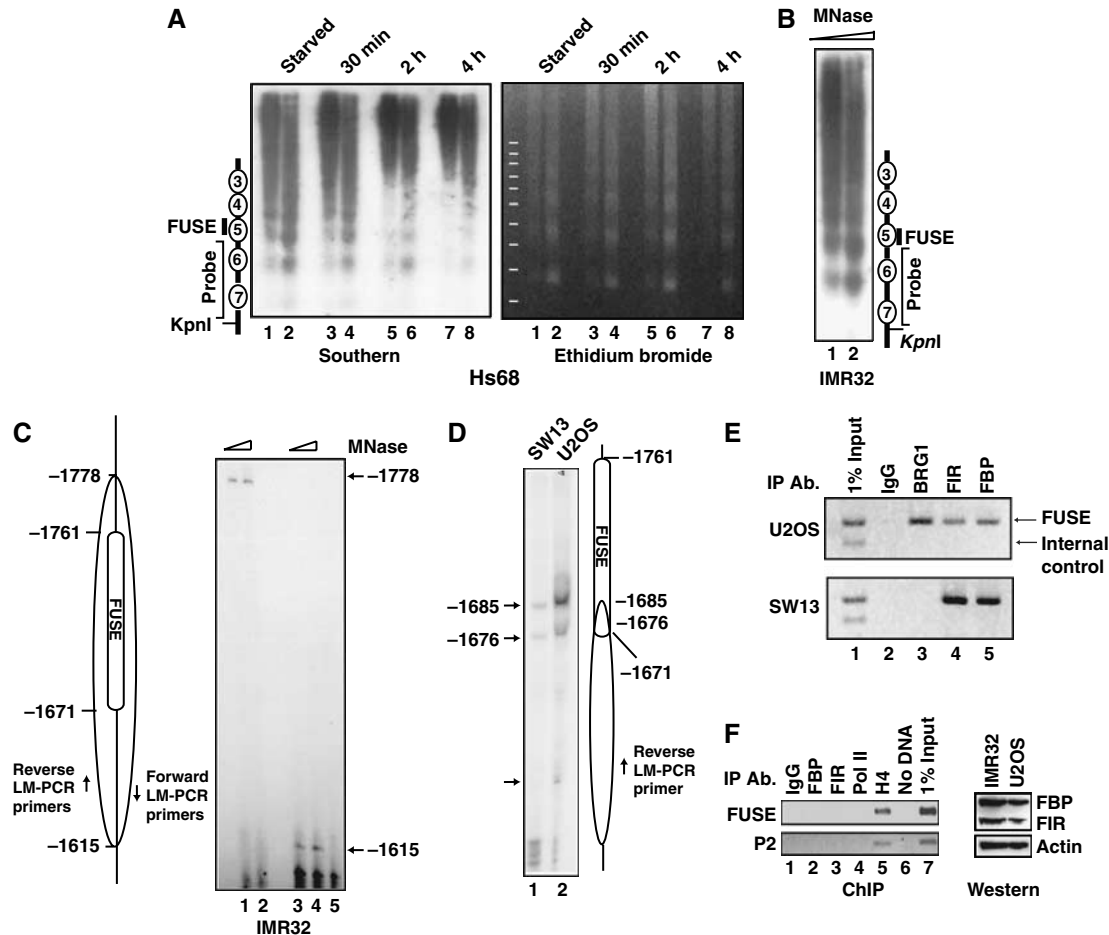 A
Starved
30 min
2 h
4 h
Starved
30 min
2 h
4 h
3
4
FUSE
5
6
Probe
7
KpnI
1 2 3 4 5 6 7 8
Southern
1 2 3 4 5 6 7 8
Ethidium bromide
Hs68
B
MNase
3
4
5
FUSE
6
Probe
7
KpnI
1 2
IMR32
C
–1778
–1761
FUSE
–1671
Reverse LM-PCR primers
Forward LM-PCR primers
–1615
MNase
–1778
–1615
1 2 3 4 5
IMR32
D
SW13
U2OS
–1685
–1676
1 2
–1761
FUSE
–1685
–1676
–1671
Reverse LM-PCR primer
E
IP Ab.
1% Input
IgG
BRG1
FIR
FBP
U2OS
FUSE
Internal control
SW13
1 2 3 4 5
F
IP Ab.
IgG
FBP
FIR
Pol II
H4
No DNA
1% Input
FUSE
P2
1 2 3 4 5 6 7
ChIP
IMR32
U2OS
FBP
FIR
Actin
Western